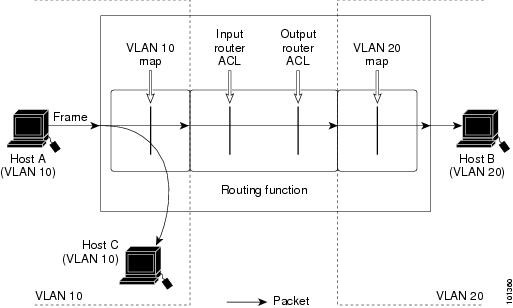 VLAN 10
map
Input
router
ACL
Output
router
ACL
VLAN 20
map
Frame
Host A
(VLAN 10)
Host B
(VLAN 20)
Routing function
Host C
(VLAN 10)
VLAN 10
Packet
VLAN 20
101360